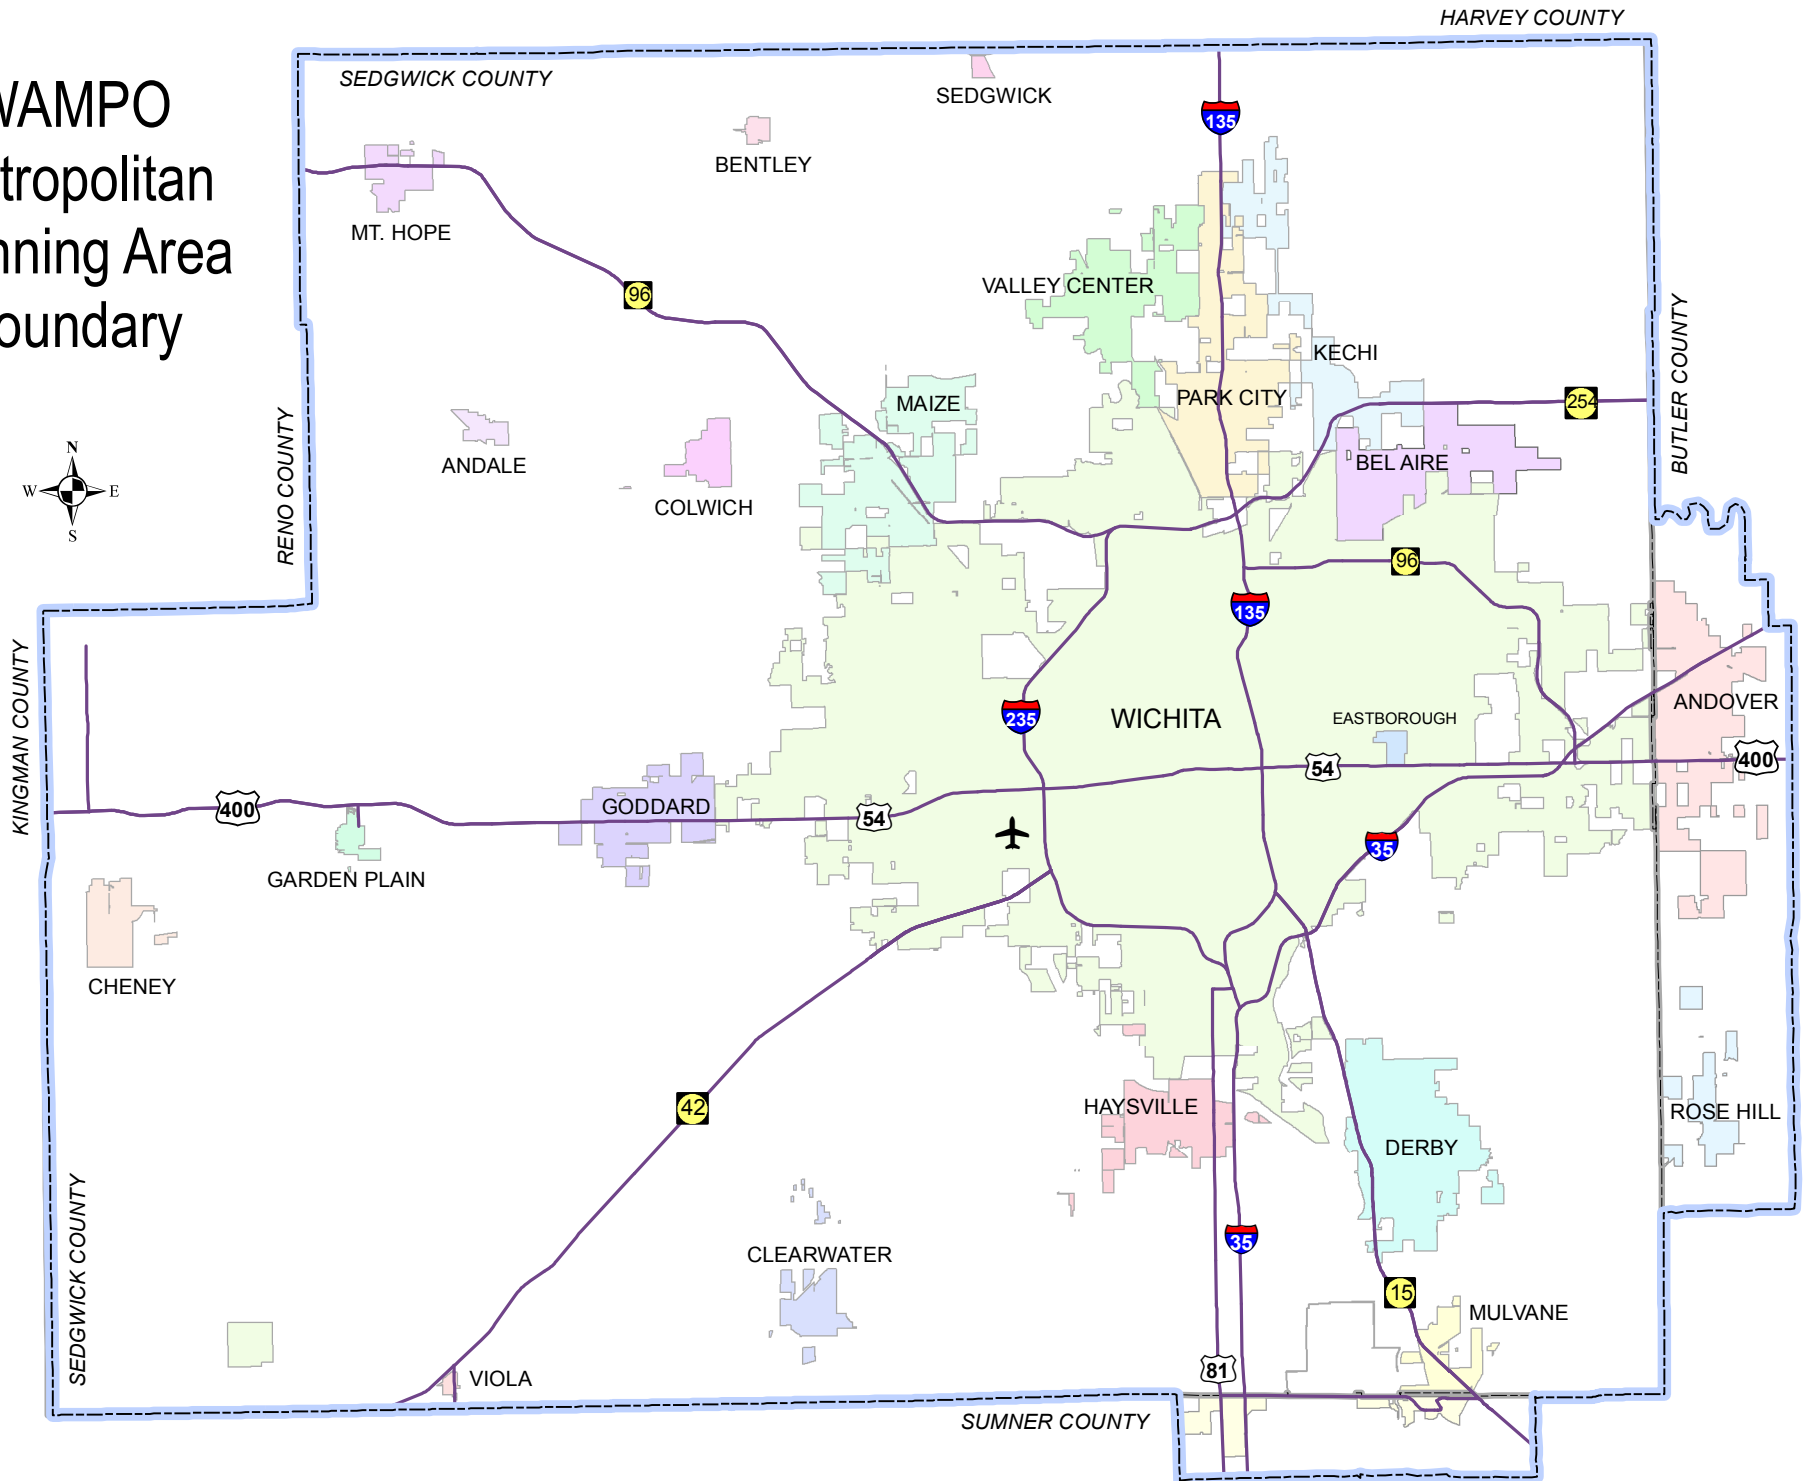 HARVEY COUNTY
SEDGWICK COUNTY
SEDGWICK
WAMPO
tropolitan
nning Area
oundary
135
BENTLEY
MT. HOPE
VALLEY CENTER
96
KECHI
BUTLER COUNTY
MAIZE
PARK CITY
254
RENO COUNTY
ANDALE
BEL AIRE
COLWICH
N
W E
S
96
135
KINGMAN COUNTY
235
WICHITA
EASTBOROUGH
ANDOVER
54
400
400
GODDARD
54
35
GARDEN PLAIN
CHENEY
42
HAYSVILLE
ROSE HILL
DERBY
SEDGWICK COUNTY
35
CLEARWATER
15
MULVANE
81
VIOLA
SUMNER COUNTY